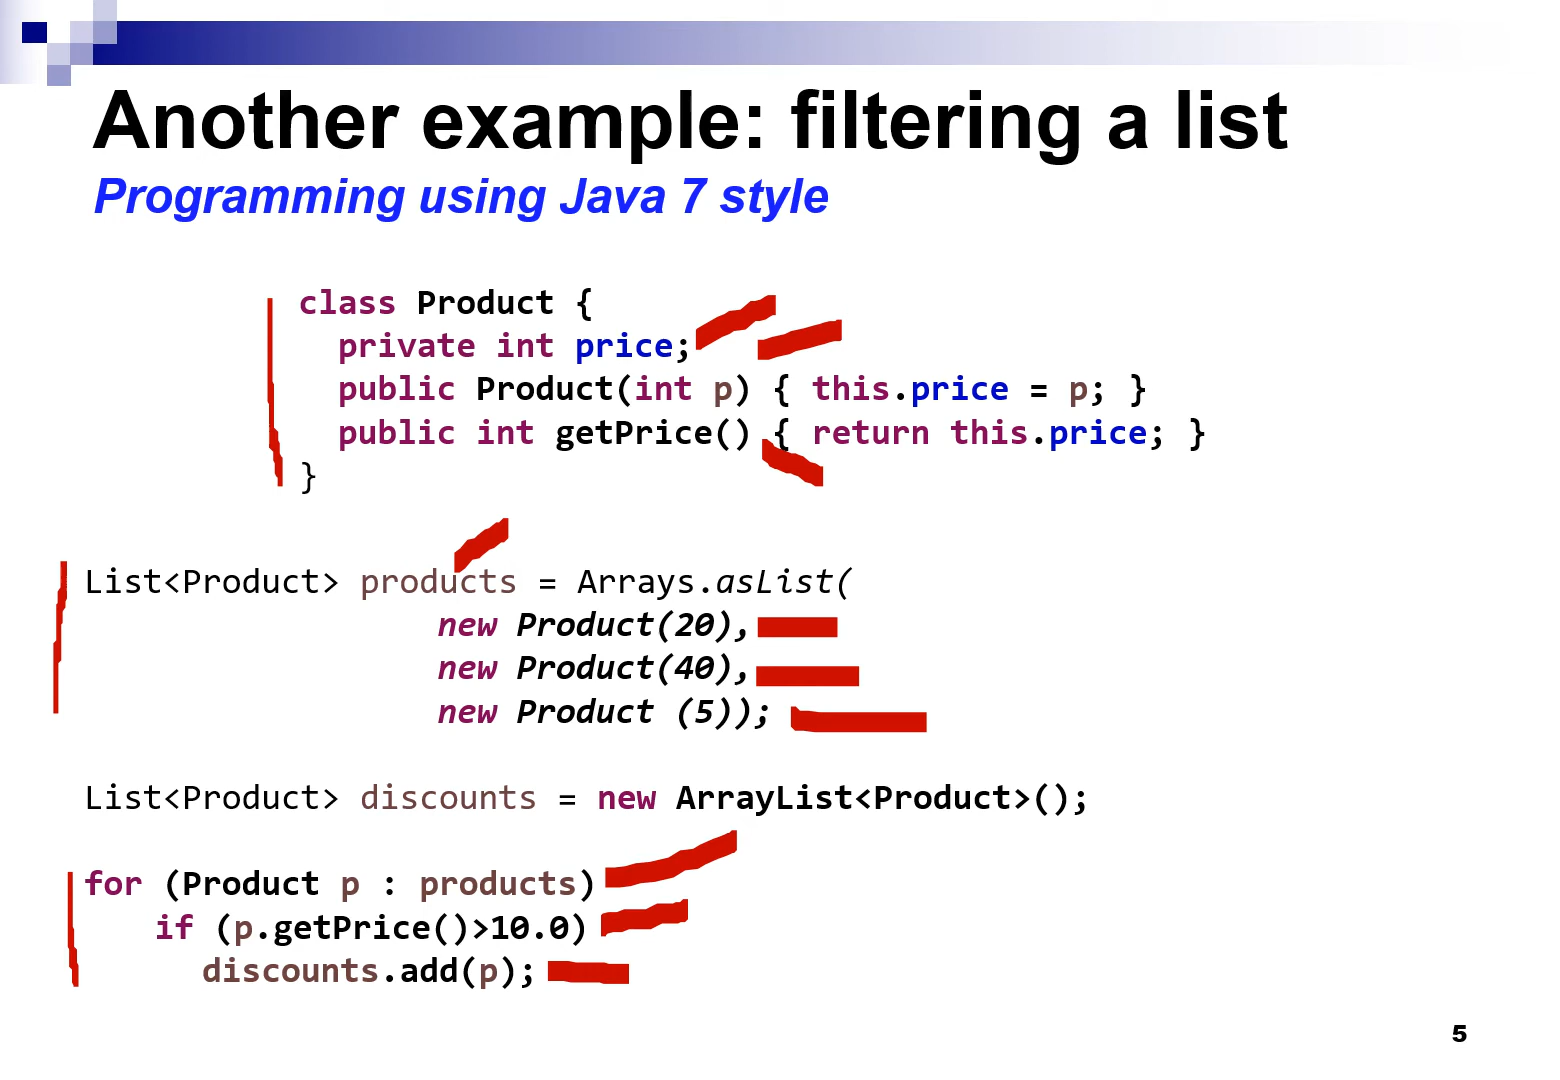 Another example: filtering a list
Programming using Java 7 style
class Product {
private int price;
public Product(int p) { this.price = p; }
public int getPrice() { return this.price; }
}
List<Product> products = Arrays.asList(
new Product(20),
new Product(40),
new Product (5));
List<Product> discounts = new ArrayList<Product>();
for (Product p : products)
if (p.getPrice()>10.0)
discounts.add(p);
5